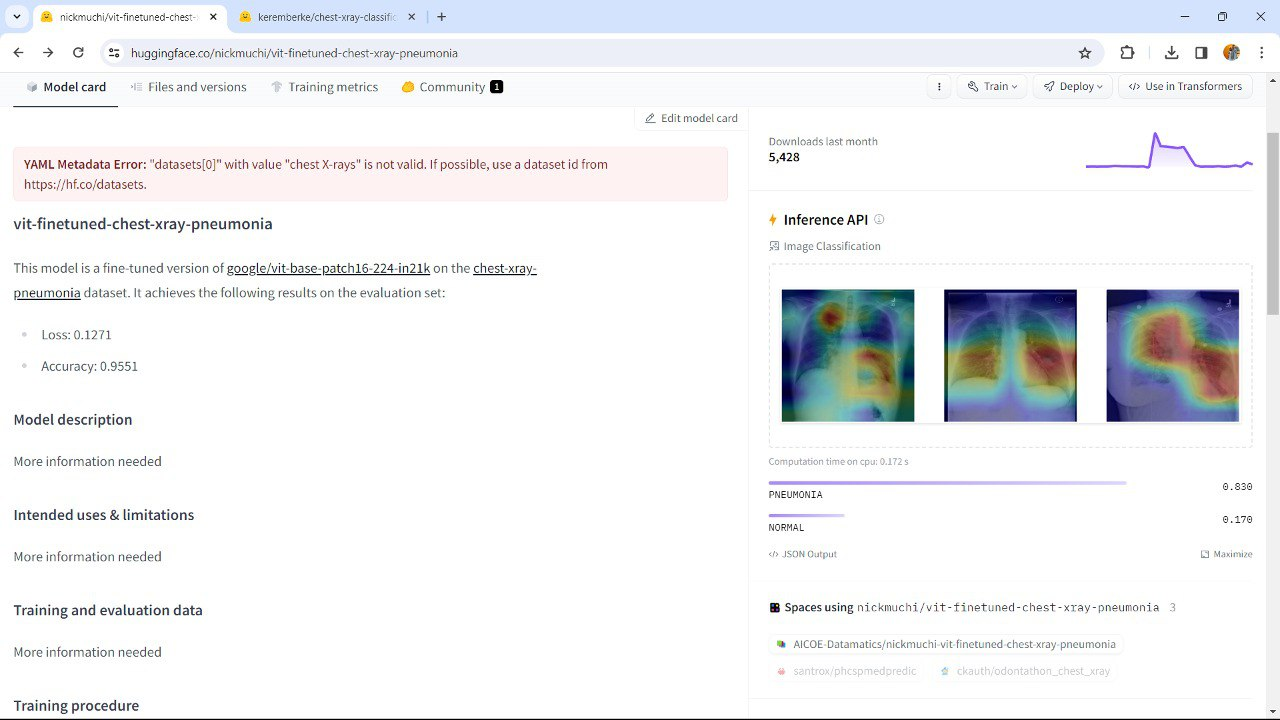 nickmuchi/vit-finetuned-chest-
keremberke/chest-xray-classific
huggingface.co/nickmuchi/vit-finetuned-chest-xray-pneumonia
Model card
Files and versions
Training metrics
Community 1
Train
Deploy
Use in Transformers
Edit model card
YAML Metadata Error: "datasets[0]" with value "chest X-rays" is not valid. If possible, use a dataset id from
https://hf.co/datasets.
vit-finetuned-chest-xray-pneumonia
This model is a fine-tuned version of google/vit-base-patch16-224-in21k on the chest-xray-
pneumonia dataset. It achieves the following results on the evaluation set:
Loss: 0.1271
Accuracy: 0.9551
Model description
More information needed
Intended uses & limitations
More information needed
Training and evaluation data
More information needed
Training procedure
Downloads last month
5,428
Inference API
Image Classification
Computation time on cpu: 0.172 s
PNEUMONIA 0.830
NORMAL 0.170
JSON Output
Maximize
Spaces using nickmuchi/vit-finetuned-chest-xray-pneumonia 3
AICOE-Datamatics/nickmuchi-vit-finetuned-chest-xray-pneumonia
santrox/phcspmedpredic
ckauth/odontathon_chest_xray